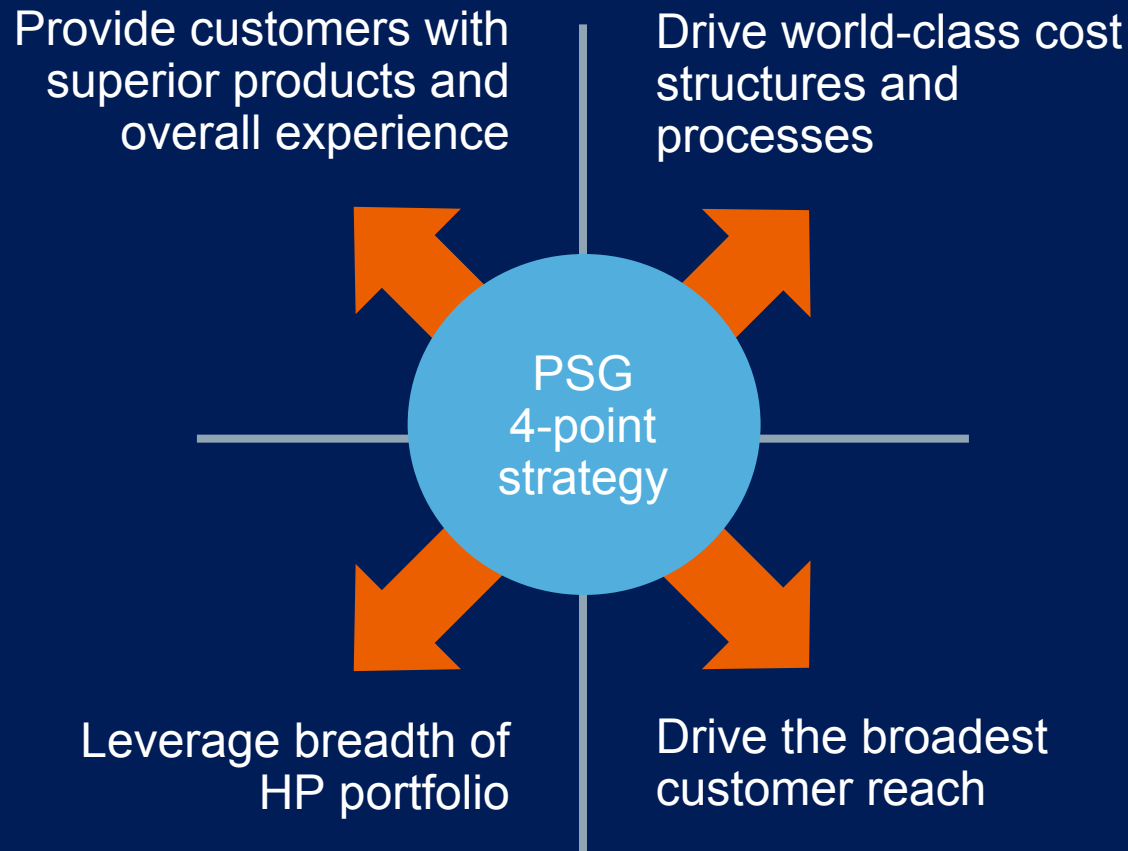 Provide customers with
superior products and
overall experience
Drive world-class cost
structures and
processes
PSG
4-point
strategy
Leverage breadth of
HP portfolio
Drive the broadest
customer reach